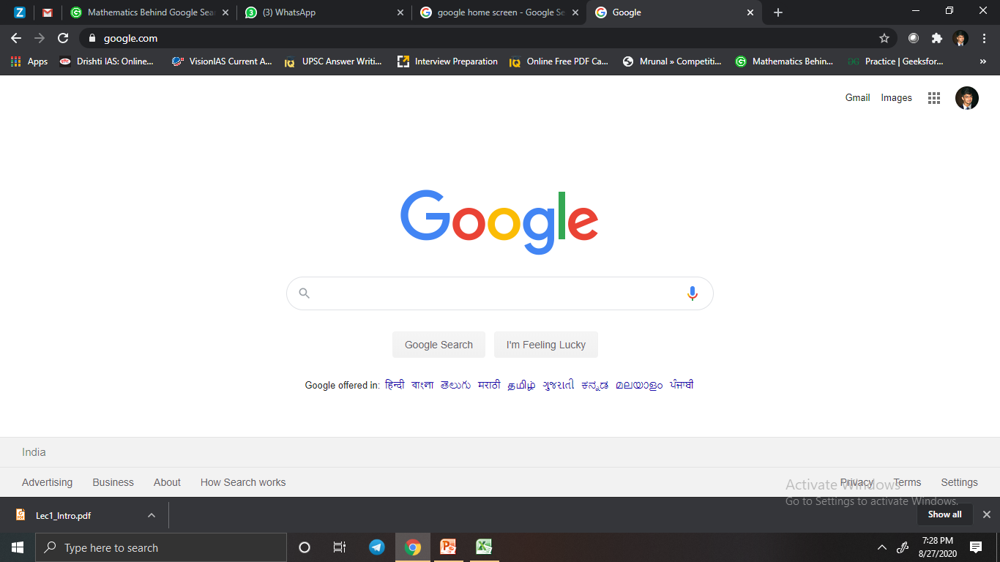 Mathematics Behind Google Sea
(3) WhatsApp
google home screen - Google Se
Google
google.com
Apps
Drishti IAS: Online...
VisionIAS Current A...
UPSC Answer Writi...
Interview Preparation
Online Free PDF Ca...
Mrunal » Competiti...
Mathematics Behin...
Practice | Geeksfor...
»
Gmail Images
Google
Google Search I'm Feeling Lucky
Google offered in: हिन्दी বাংলা తెలుగు मराठी தமிழ் ગુજરાતી ಕನ್ನಡ മലയാളം ਪੰਜਾਬੀ
India
Advertising Business About How Search works Privacy Terms Settings
Activate Windows
Go to Settings to activate Windows.
Lec1_Intro.pdf Show all
Type here to search
7:28 PM
8/27/2020